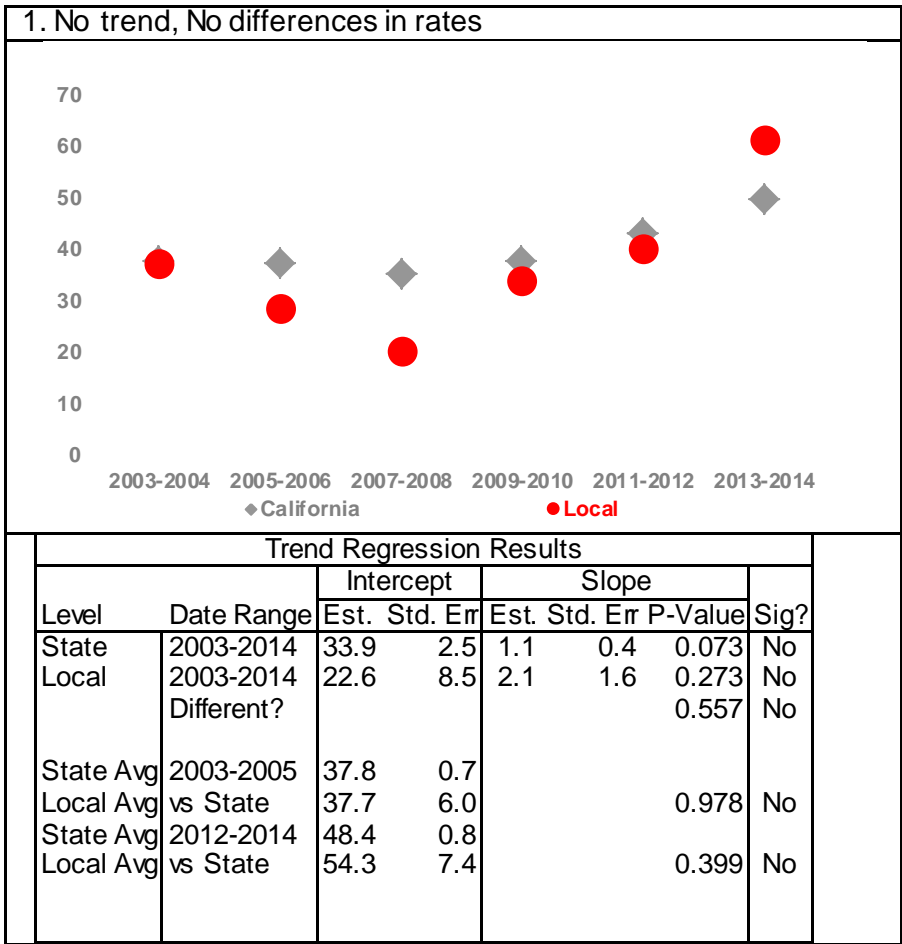 1. No trend, No differences in rates
70
60
50
40
30
20
10
0
2003-2004 2005-2006 2007-2008 2009-2010 2011-2012 2013-2014
California Local
Trend Regression Results
Intercept Slope
Level Date Range Est. Std. Err Est. Std. Err P-Value Sig?
State 2003-2014 33.9 2.5 1.1 0.4 0.073 No
Local 2003-2014 22.6 8.5 2.1 1.6 0.273 No
Different? 0.557 No
State Avg 2003-2005 37.8 0.7
Local Avg vs State 37.7 6.0 0.978 No
State Avg 2012-2014 48.4 0.8
Local Avg vs State 54.3 7.4 0.399 No